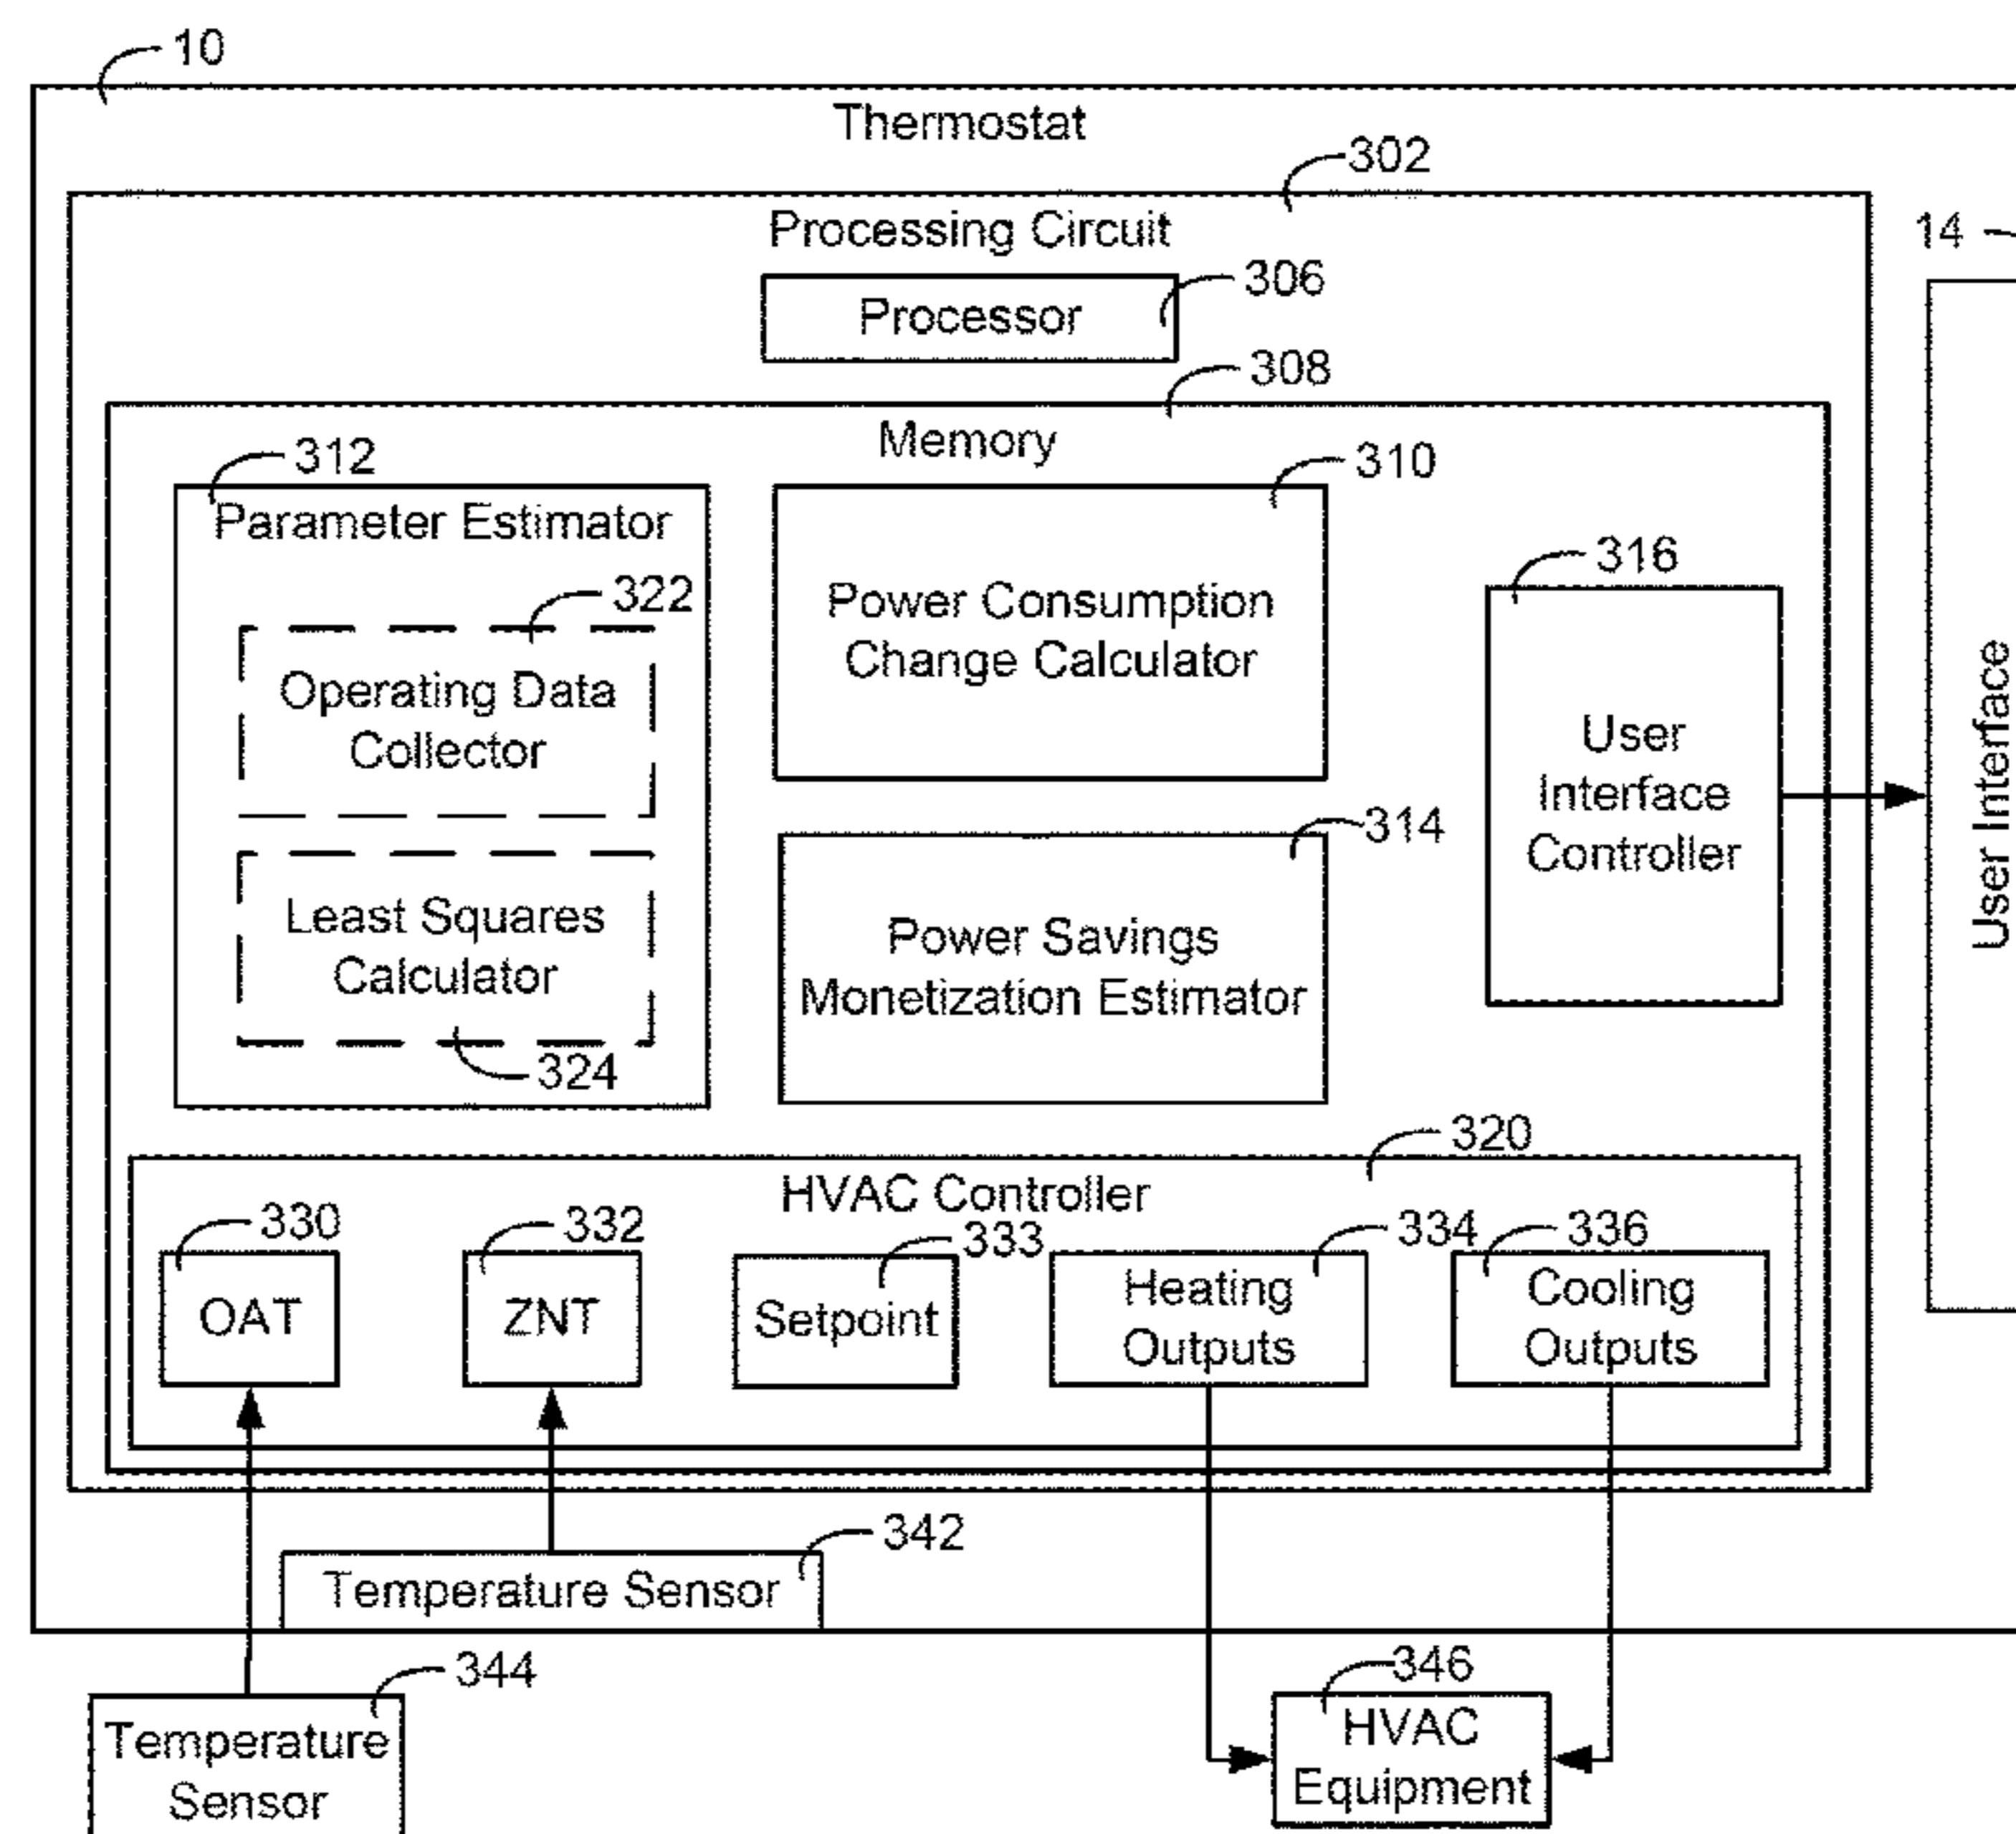 10
Thermostat
302
Processing Circuit
14
306
Processor
308
Memory
312
Parameter Estimator
310
322
Operating Data
Collector
Power Consumption
Change Calculator
316
User
Interface
Controller
User Interface
314
Least Squares
Calculator
324
Power Savings
Monetization Estimator
320
HVAC Controller
330
OAT
332
ZNT
333
Setpoint
334
Heating
Outputs
336
Cooling
Outputs
342
Temperature Sensor
344
Temperature
Sensor
346
HVAC
Equipment